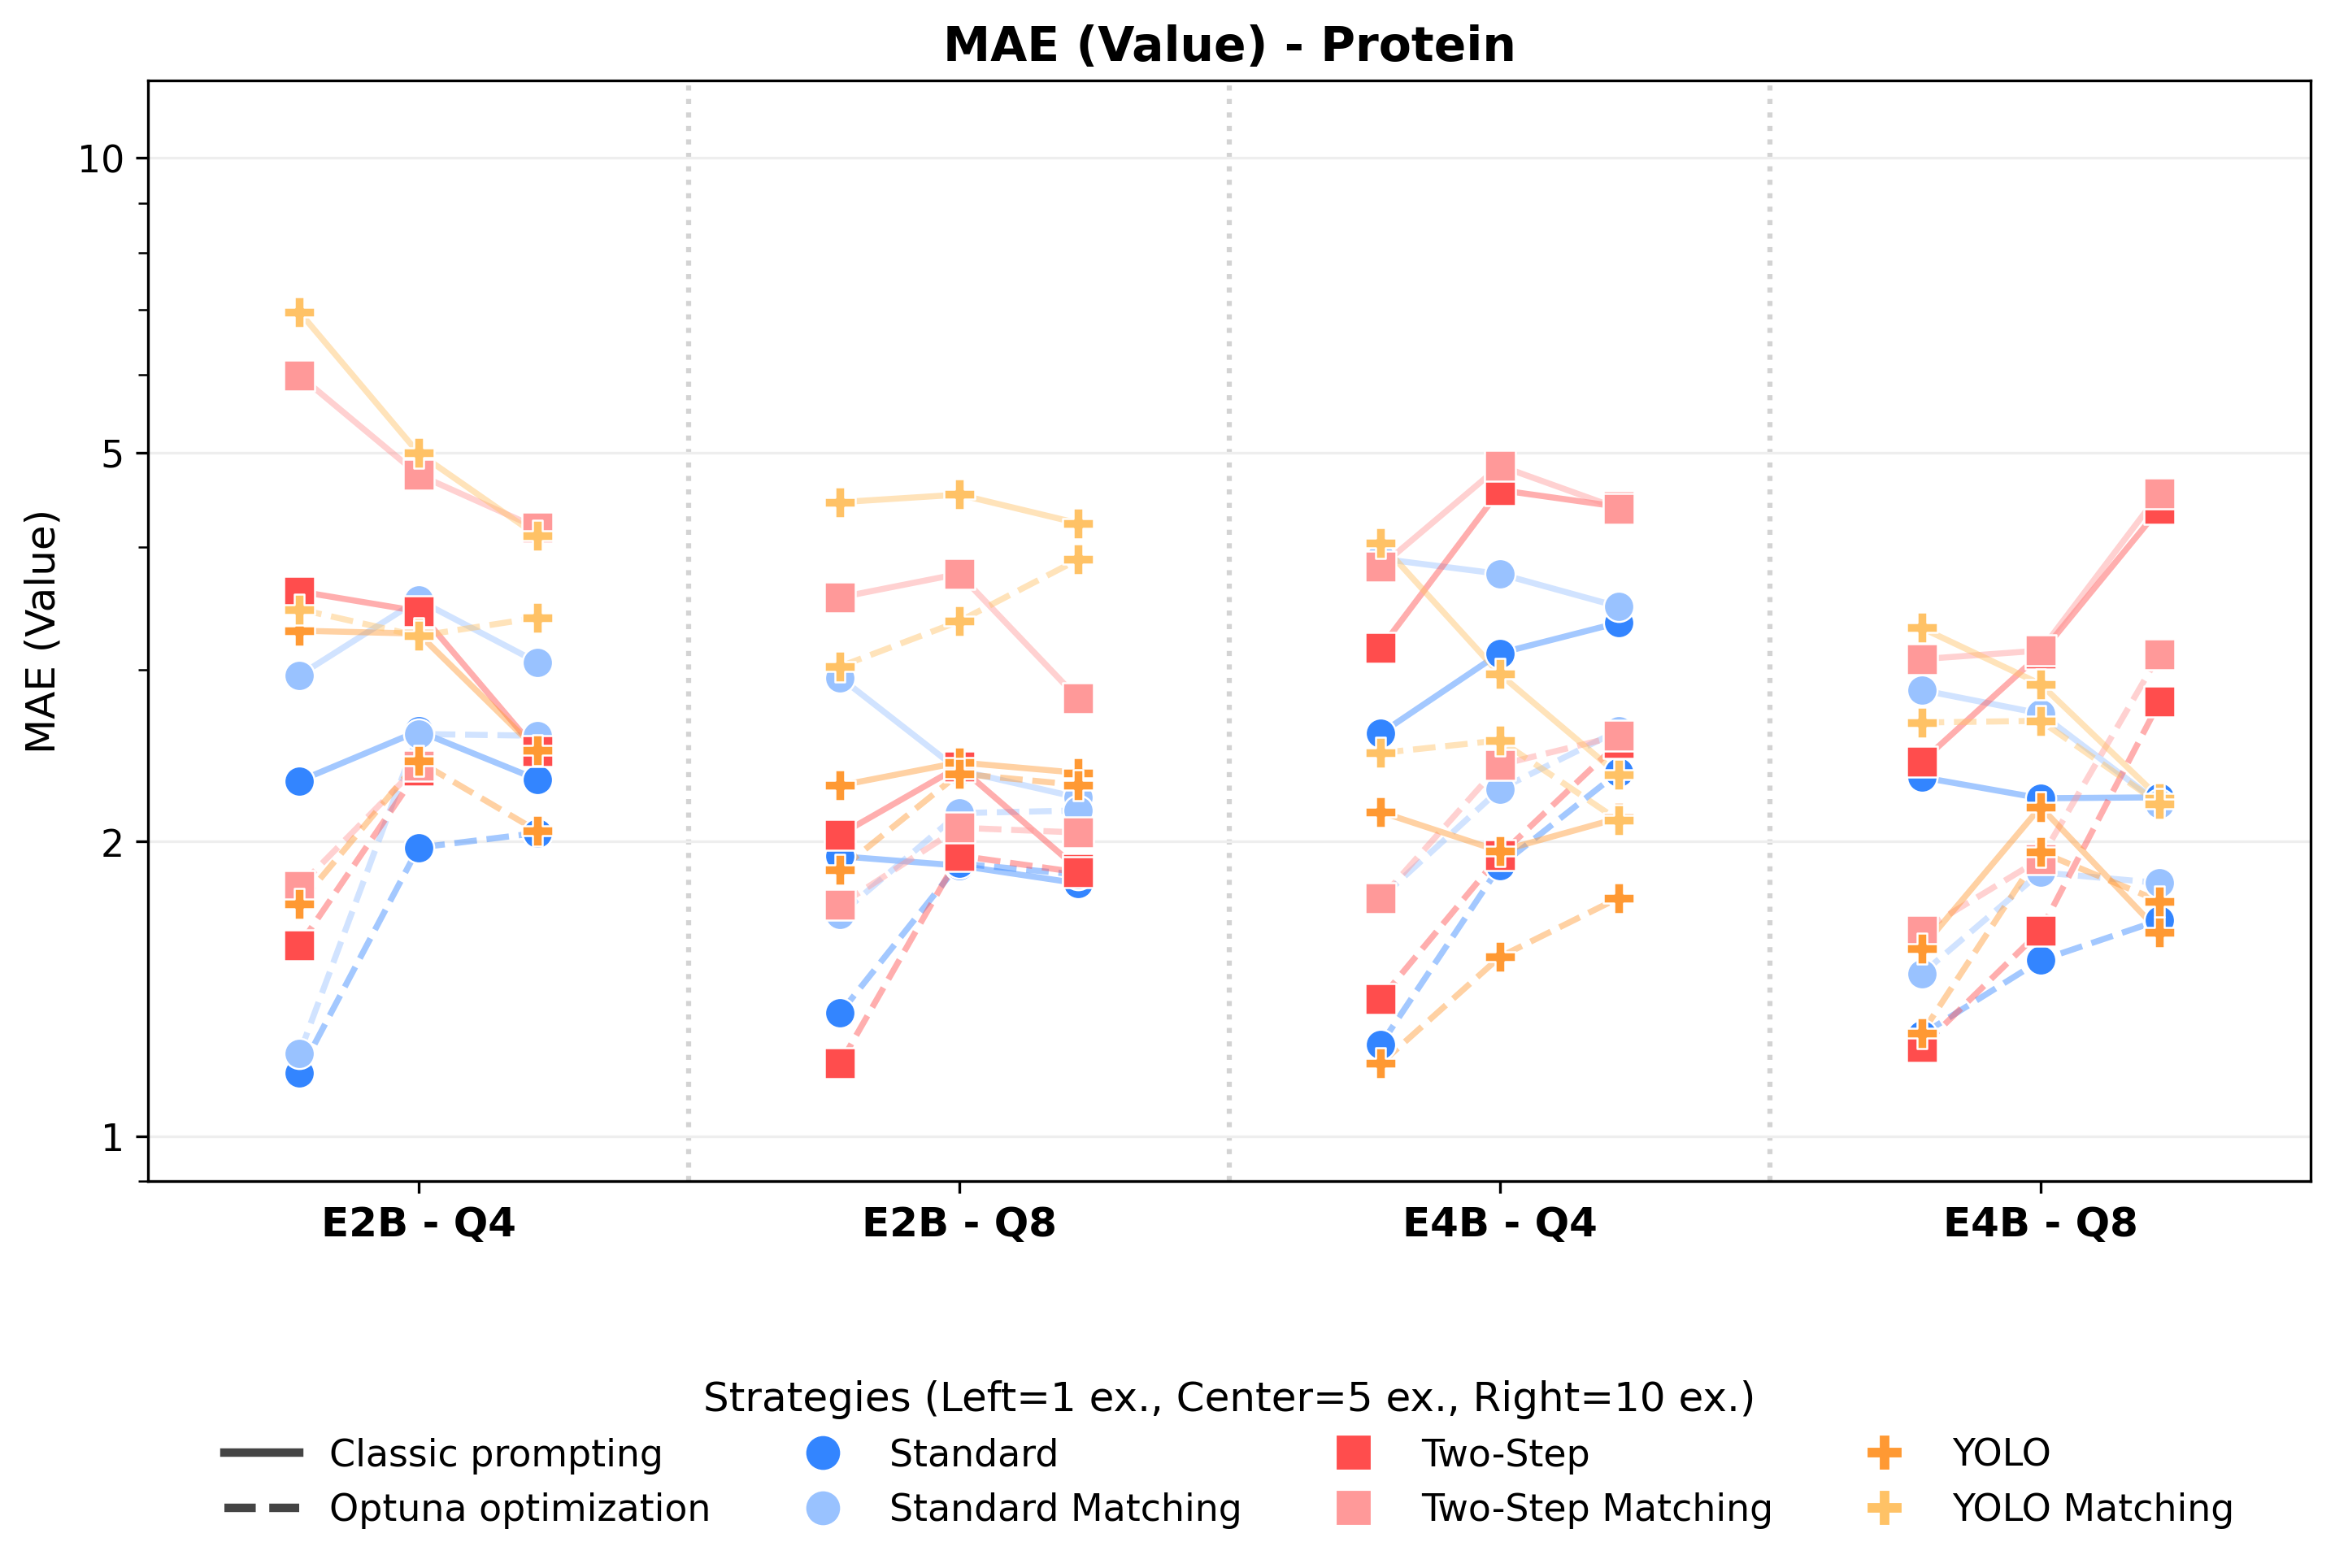 MAE (Value) - Protein
MAE (Value)
10
5
2
1
E2B - Q4
E2B - Q8
E4B - Q4
E4B - Q8
Strategies (Left=1 ex., Center=5 ex., Right=10 ex.)
Classic prompting
Optuna optimization
Standard
Standard Matching
Two-Step
Two-Step Matching
YOLO
YOLO Matching